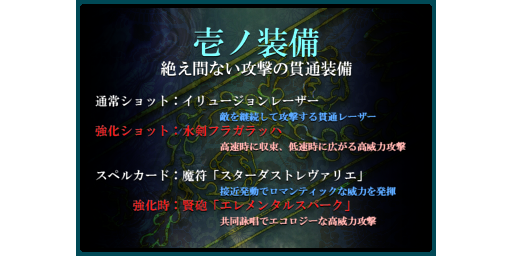 壱ノ装備
絶え間ない攻撃の貫通装備
通常ショット：イリュージョンレーザー
敵を継続して攻撃する貫通レーザー
強化ショット：氷剣フラガラッハ
高速時に収束、低速時に広がる高威力攻撃
スペルカード：魔符「スターダストレヴァリエ」
接近発動でロマンティックな威力を発揮
強化時：賢砲「エレメンタルスパーク」
共同詠唱でエコロジーな高威力攻撃